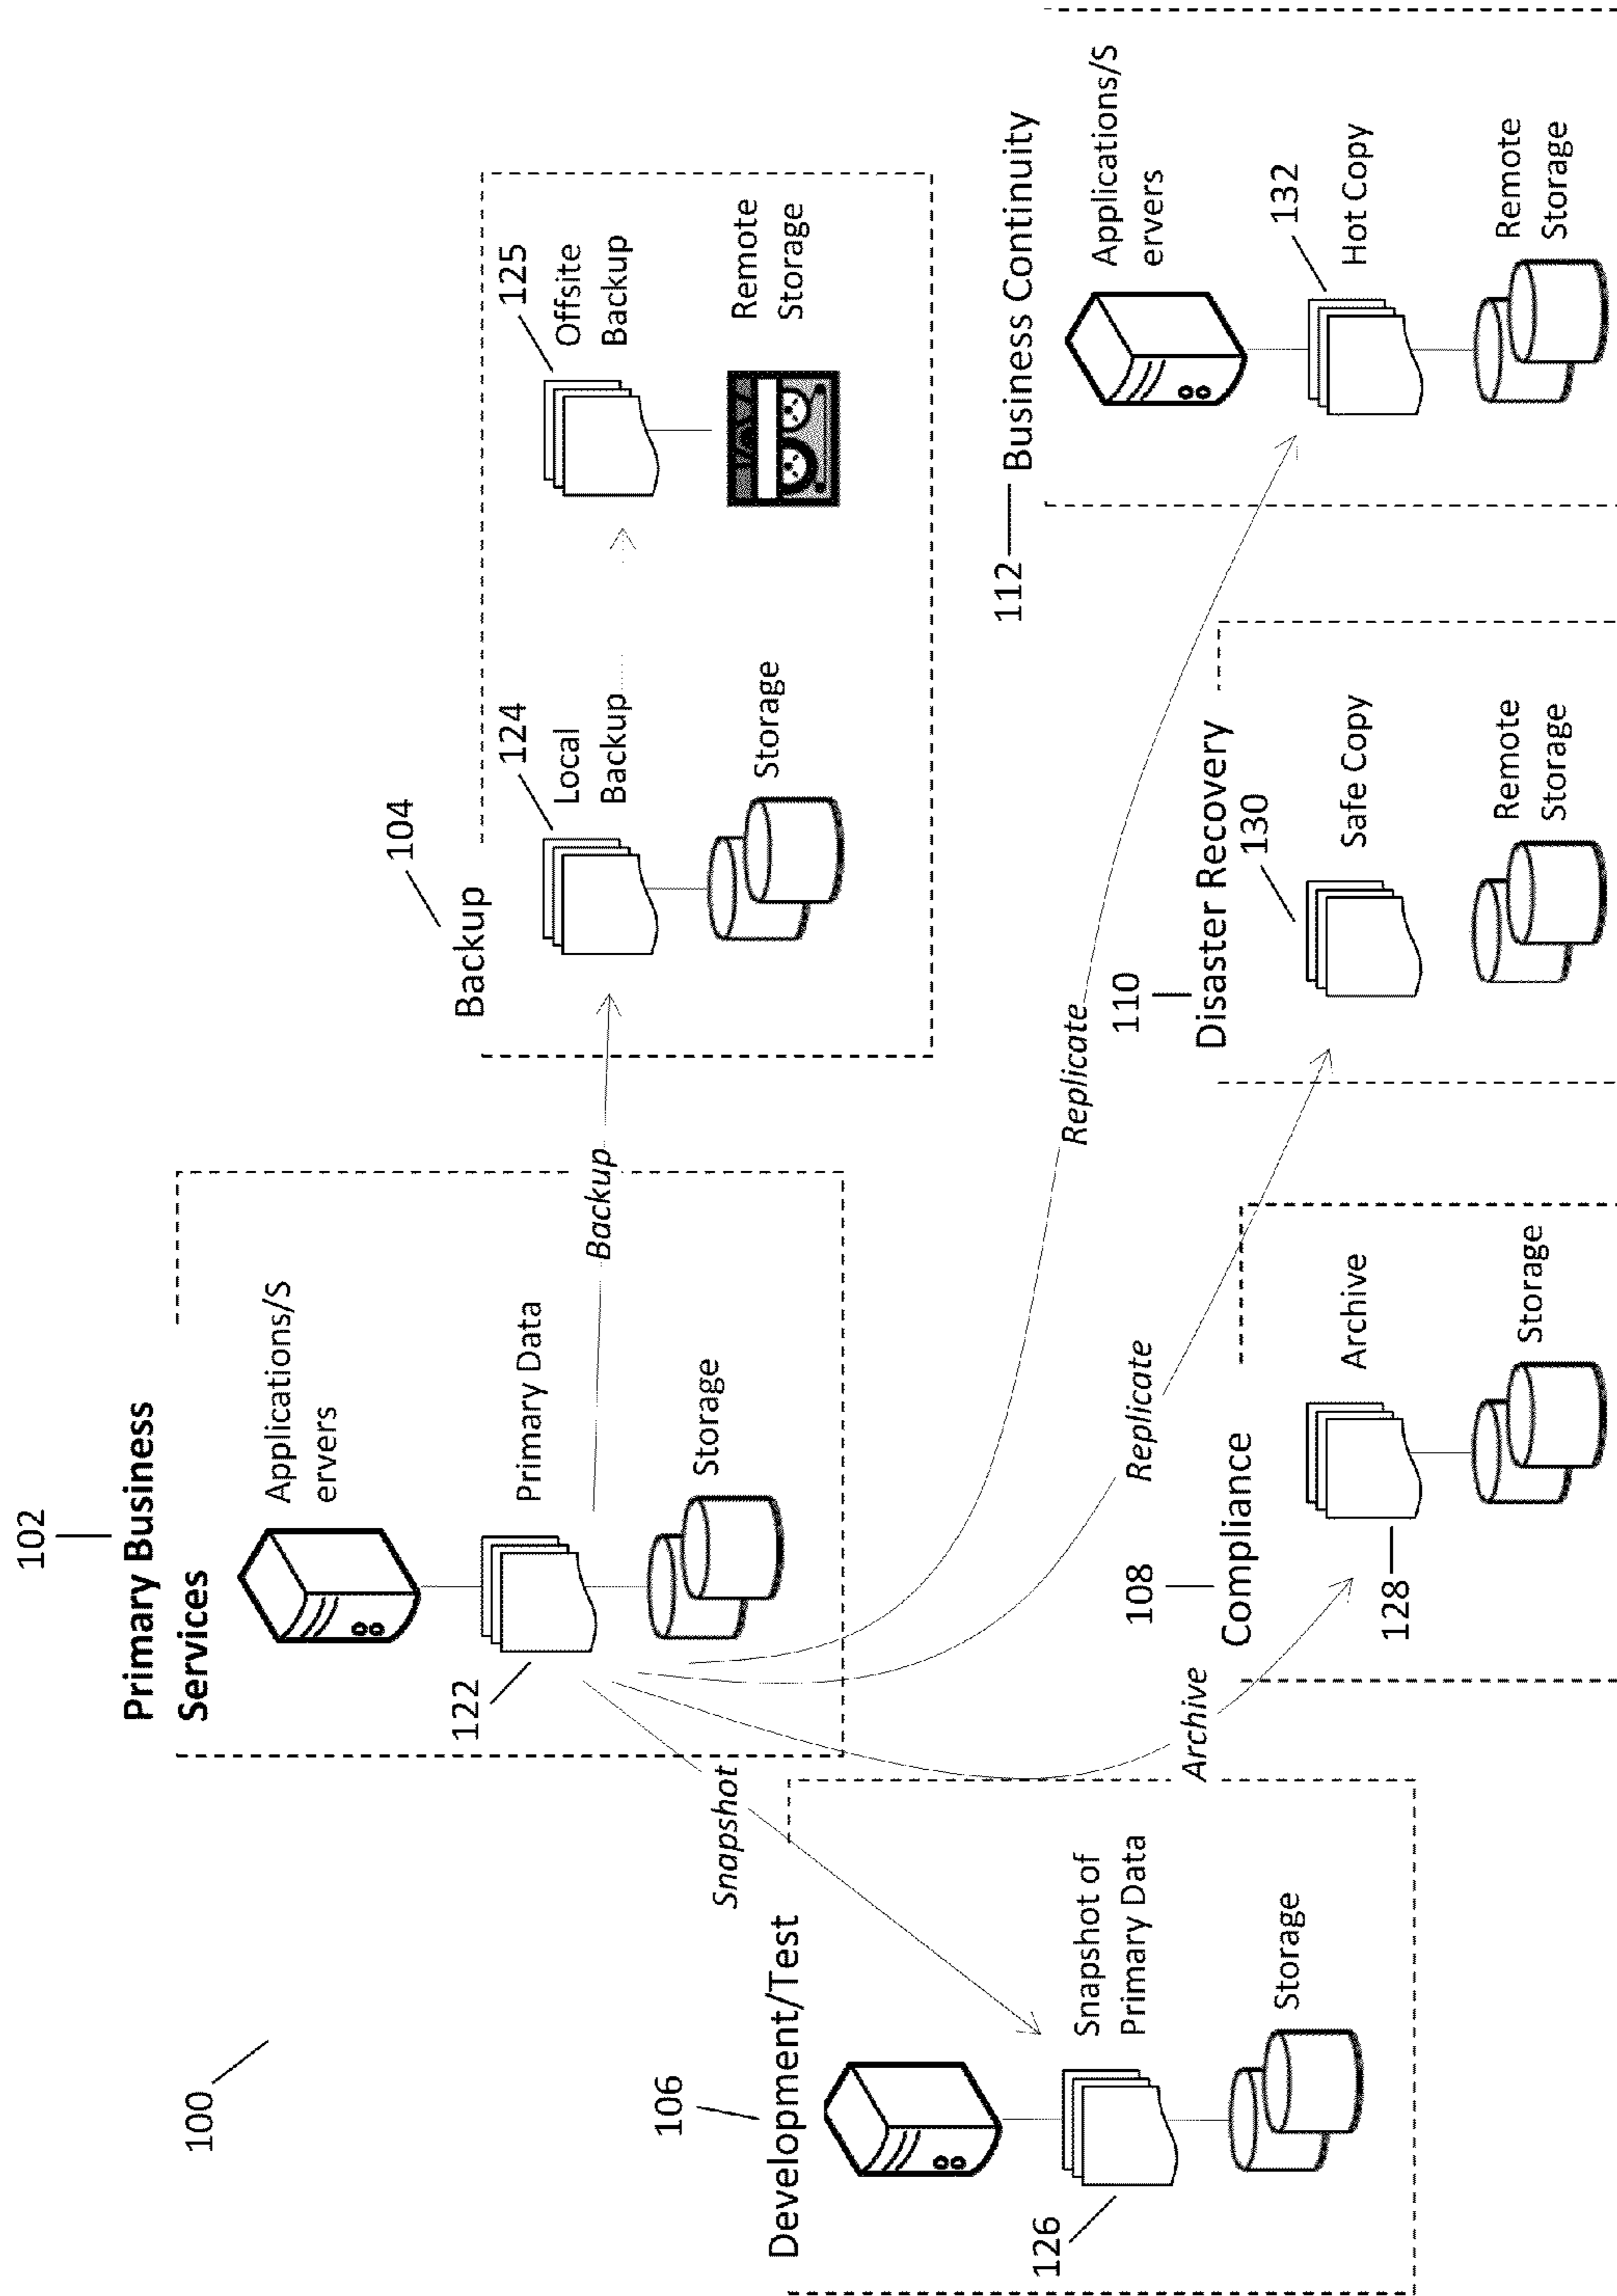 100
102
Primary Business
Services
Applications/S
ervers
122
Primary Data
Storage
Backup
104
Backup
124
Local
Backup
Storage
125
Offsite
Backup
Remote
Storage
Snapshot
106
Development/Test
126
Snapshot of
Primary Data
Storage
Archive
108
Compliance
128
Archive
Storage
Replicate
110
Disaster Recovery
130
Safe Copy
Remote
Storage
Replicate
112
Business Continuity
Applications/S
ervers
132
Hot Copy
Remote
Storage